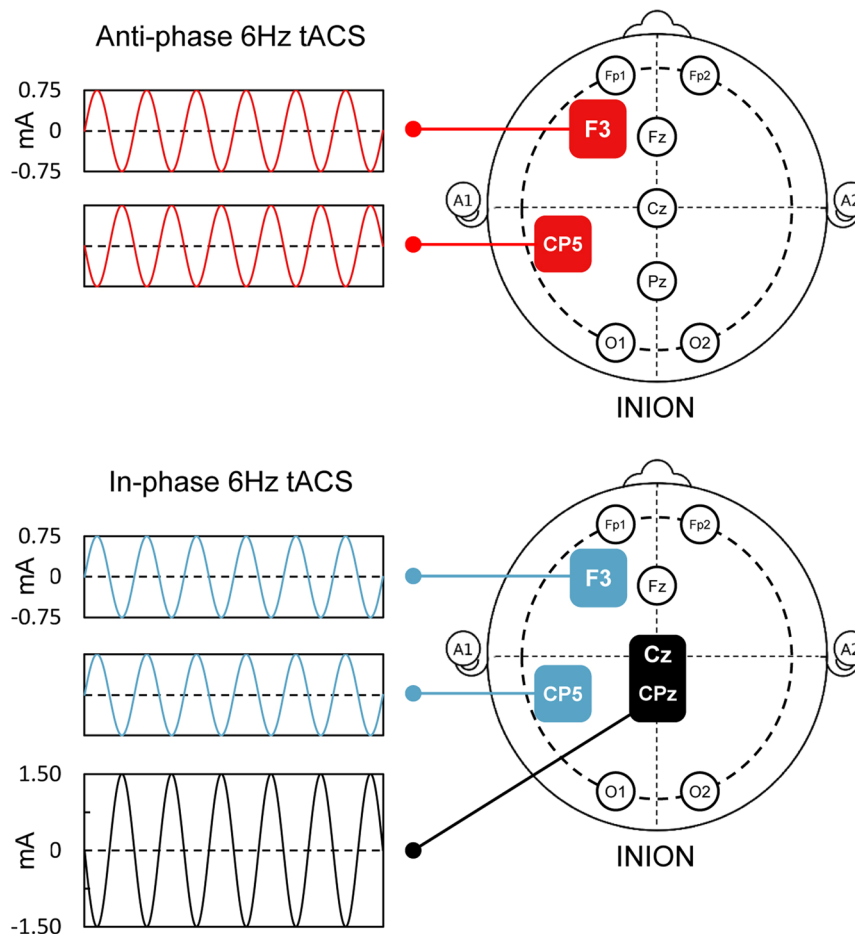 Anti-phase 6Hz tACS
0.75
mA
0
-0.75
Fp1 Fp2
F3
Fz
A1
Cz
A2
CP5
Pz
O1 O2
INION
In-phase 6Hz tACS
0.75
mA
0
-0.75
Fp1 Fp2
F3
Fz
A1
Cz
A2
CP5
CPz
1.50
mA
0
-1.50
O1 O2
INION